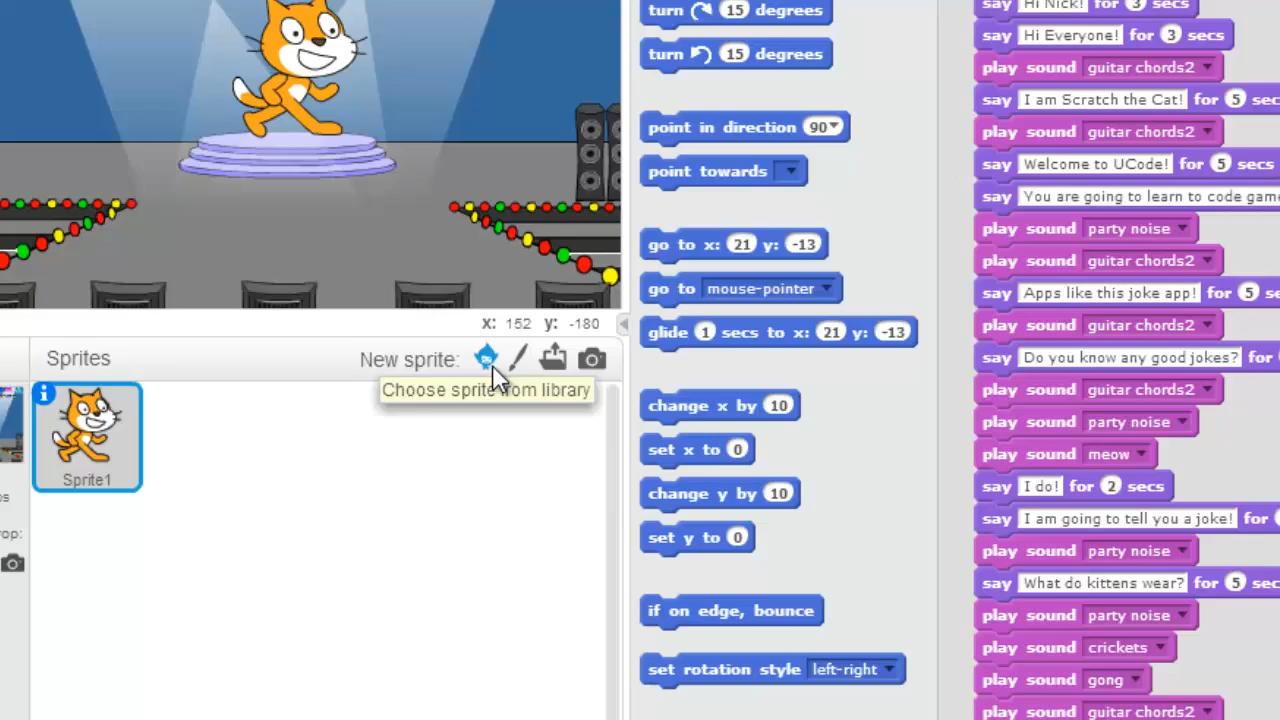 x: 152 y: -180
Sprites
New sprite:
Choose sprite from library
Sprite1
turn 15 degrees
turn 15 degrees
point in direction 90
point towards
go to x: 21 y: -13
go to mouse-pointer
glide 1 secs to x: 21 y: -13
change x by 10
set x to 0
change y by 10
set y to 0
if on edge, bounce
set rotation style left-right
say Hi Nick! for 3 secs
say Hi Everyone! for 3 secs
play sound guitar chords2
say I am Scratch the Cat! for 5 secs
play sound guitar chords2
say Welcome to UCode! for 5 secs
say You are going to learn to code
play sound party noise
play sound guitar chords2
say Apps like this joke app! for 5
play sound guitar chords2
say Do you know any good jokes? for
play sound guitar chords2
play sound party noise
play sound meow
say I do! for 2 secs
say I am going to tell you a joke! for
play sound party noise
say What do kittens wear? for 5
play sound party noise
play sound crickets
play sound gong
play sound guitar chords2